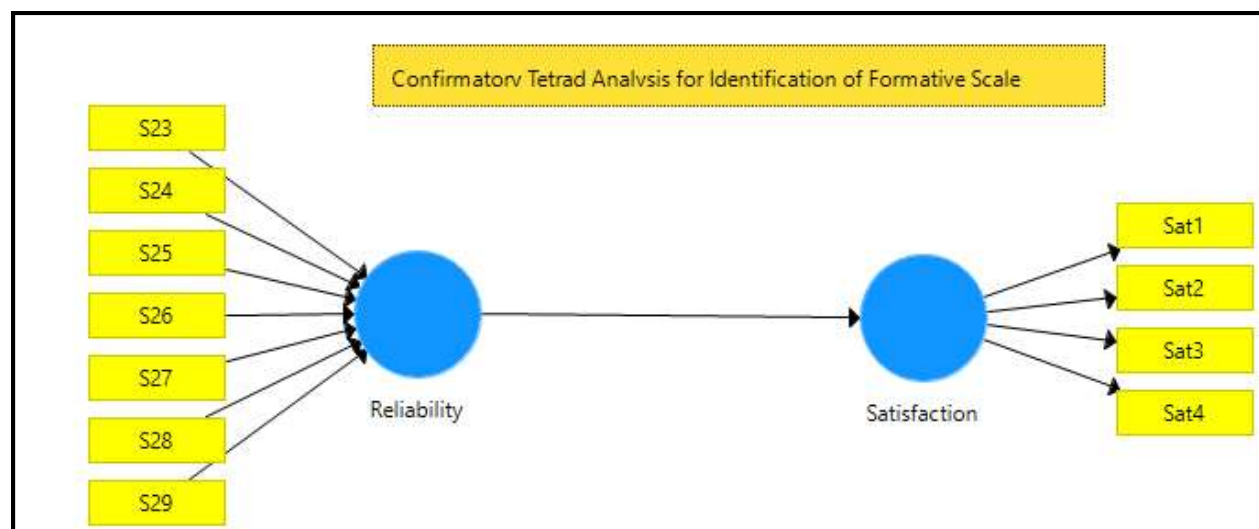 Confirmatory Tetrad Analysis for Identification of Formative Scale
S23
S24
S25
S26
S27
S28
S29
Reliability
Satisfaction
Sat1
Sat2
Sat3
Sat4